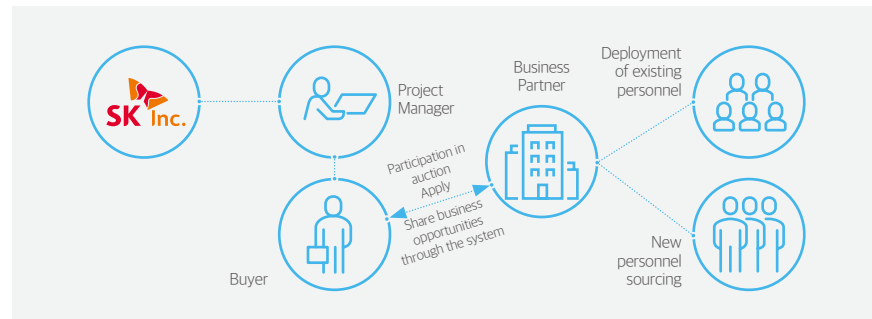 SK Inc.
Project
Manager
Buyer
Participation in
auction
Apply
Share business
opportunities
through the system
Business
Partner
Deployment
of existing
personnel
New
personnel
sourcing